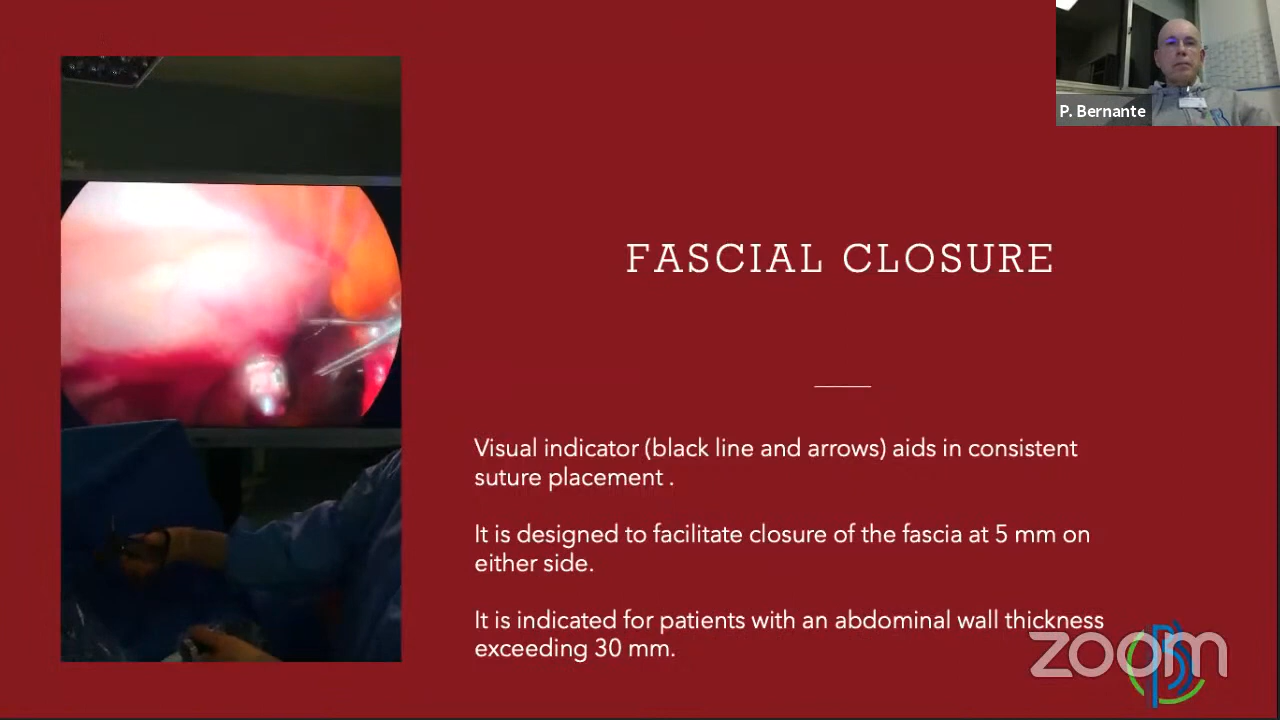 P. Bernante
FASCIAL CLOSURE
Visual indicator (black line and arrows) aids in consistent
suture placement .
It is designed to facilitate closure of the fascia at 5 mm on
either side.
It is indicated for patients with an abdominal wall thickness
exceeding 30 mm.
zoom